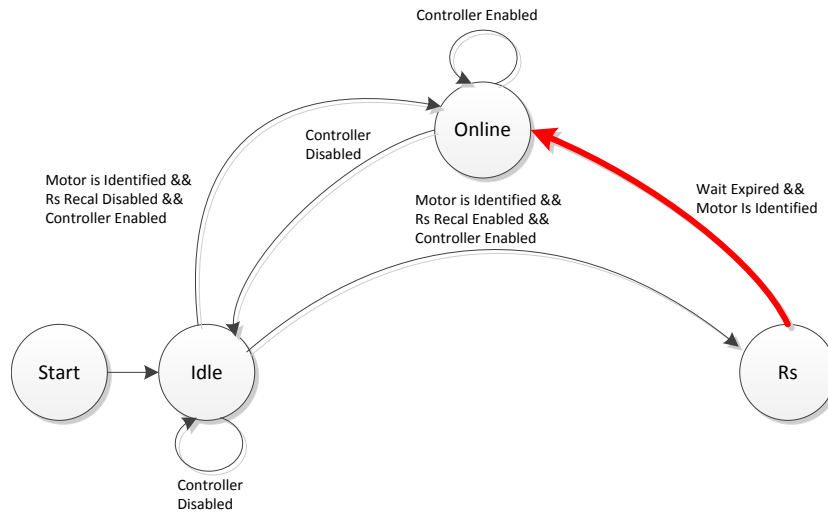 Controller Enabled
Online
Controller
Disabled
Motor is Identified &&
Rs Recal Disabled &&
Controller Enabled
Motor is Identified &&
Rs Recal Enabled &&
Controller Enabled
Wait Expired &&
Motor Is Identified
Start
Idle
Rs
Controller
Disabled